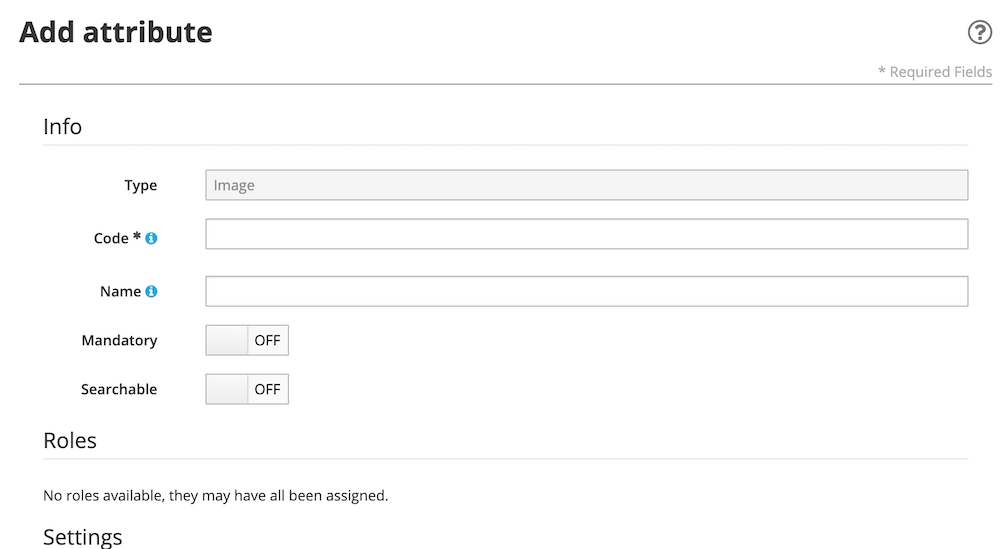 Add attribute
* Required Fields
Info
Type
Image
Code *
Name
Mandatory
OFF
Searchable
OFF
Roles
No roles available, they may have all been assigned.
Settings